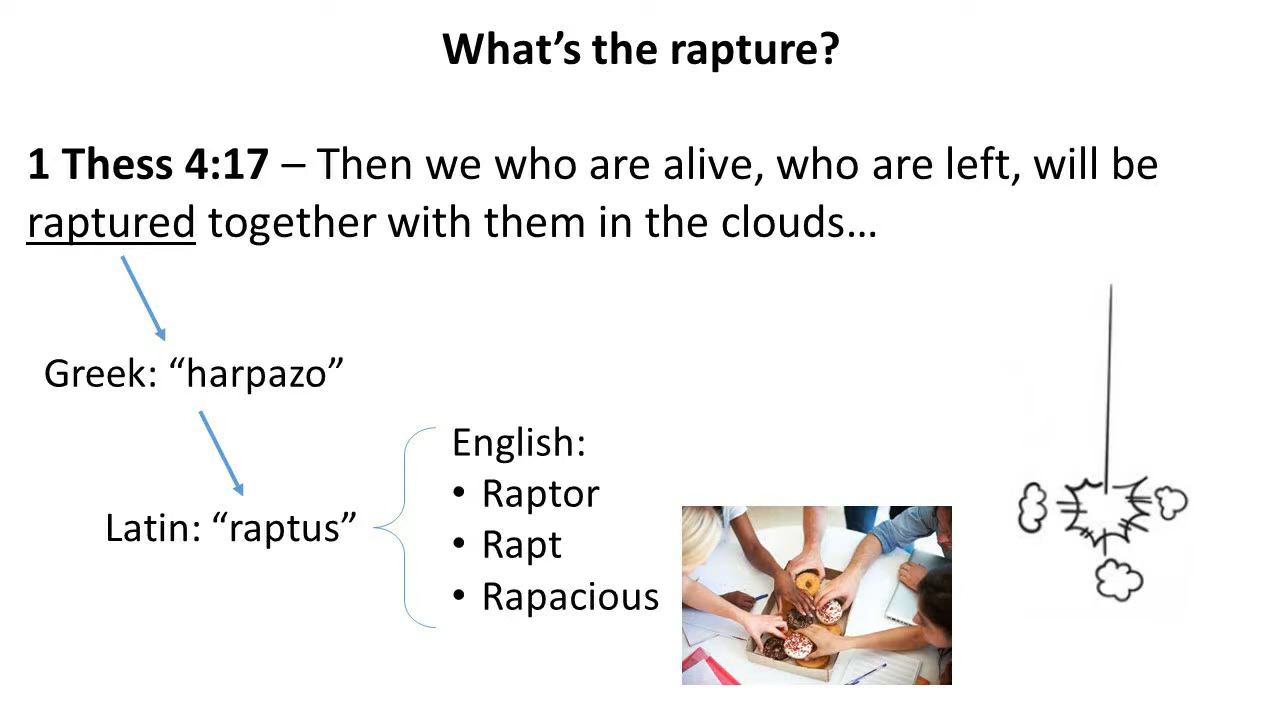 What’s the rapture?
1 Thess 4:17 – Then we who are alive, who are left, will be
raptured together with them in the clouds…
Greek: “harpazo”
Latin: “raptus”
English:
• Raptor
• Rapt
• Rapacious